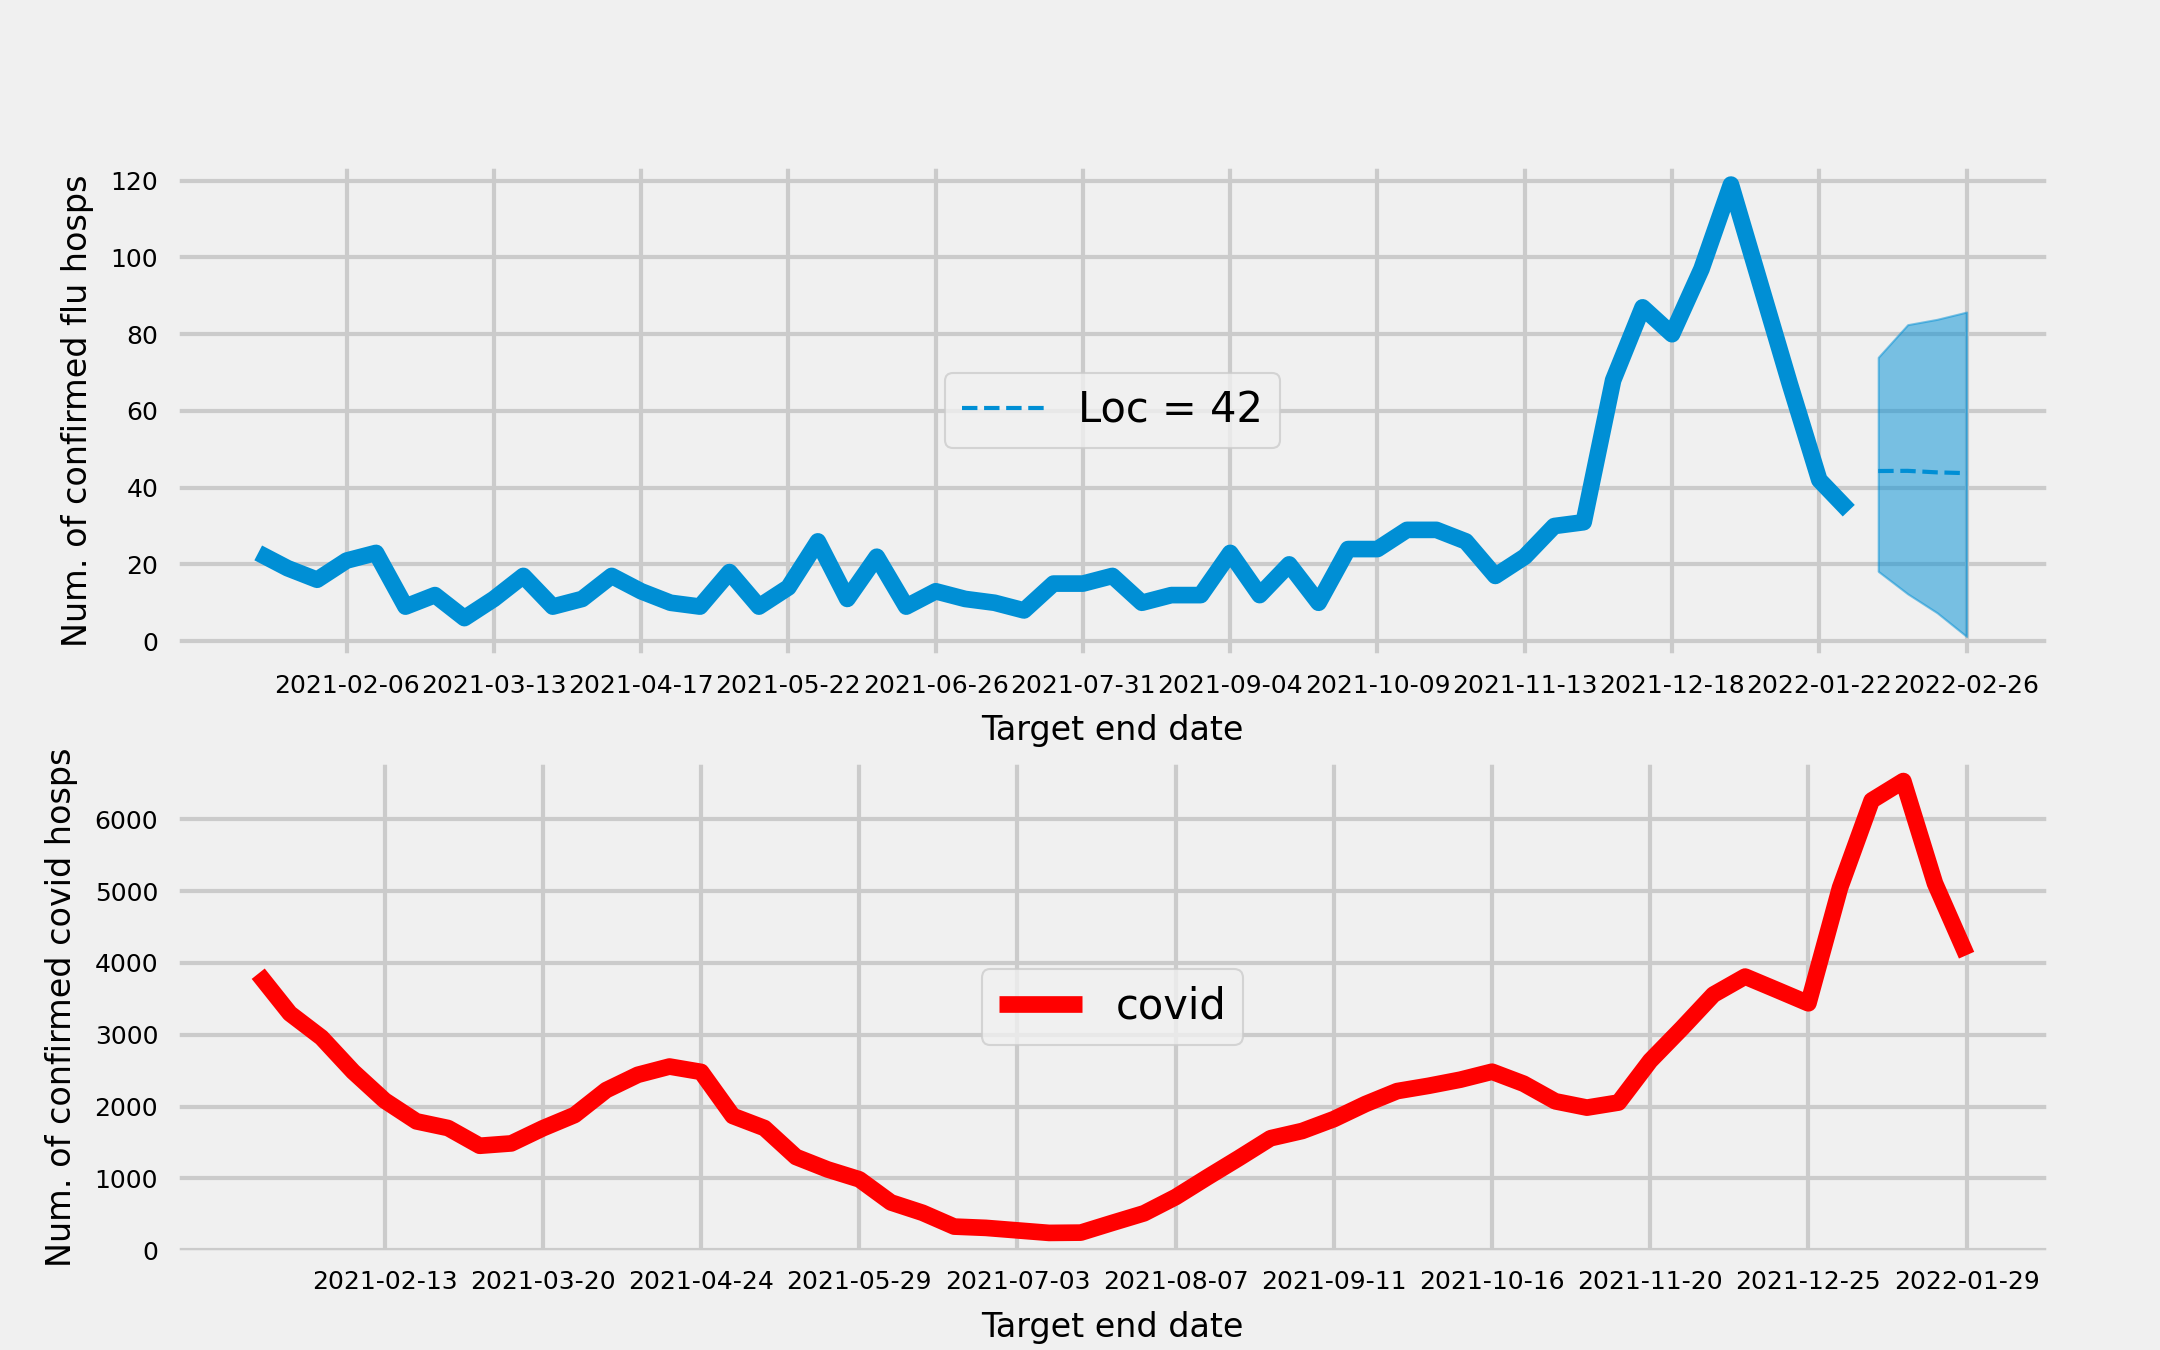 Num. of confirmed flu hosps
120
100
80
60
40
20
0
Loc = 42
2021-02-06 2021-03-13 2021-04-17 2021-05-22 2021-06-26 2021-07-31 2021-09-04 2021-10-09 2021-11-13 2021-12-18 2022-01-22 2022-02-26
Target end date
Num. of confirmed covid hosps
6000
5000
4000
3000
2000
1000
0
covid
2021-02-13 2021-03-20 2021-04-24 2021-05-29 2021-07-03 2021-08-07 2021-09-11 2021-10-16 2021-11-20 2021-12-25 2022-01-29
Target end date